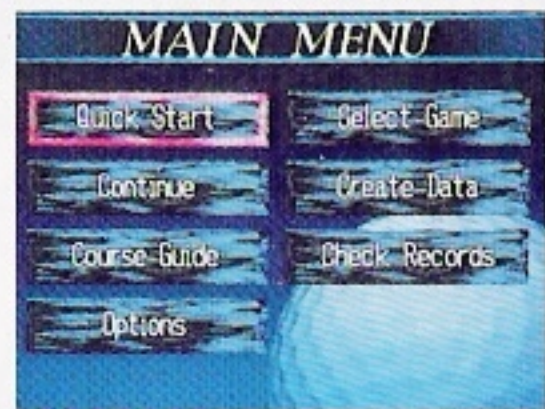 MAIN MENU
Quick Start
Select Game
Continue
Create Data
Course Guide
Check Records
Options